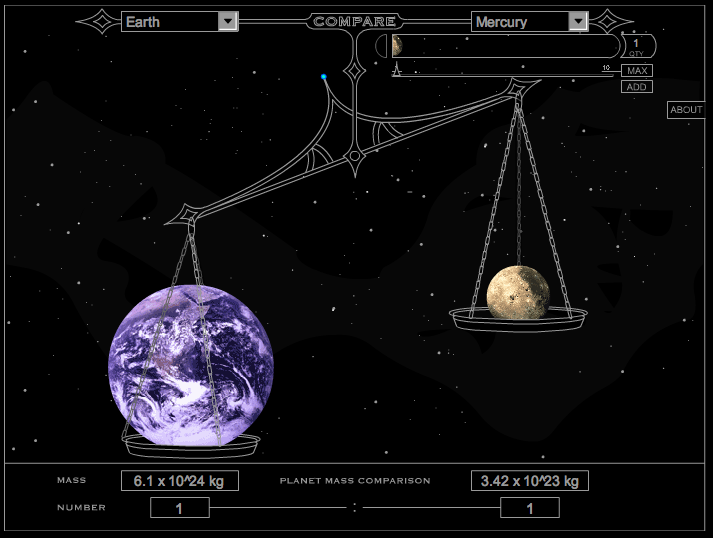 Earth COMPARE Mercury
1
QTY
10 MAX
ADD
ABOUT
MASS 6.1 x 10^24 kg PLANET MASS COMPARISON 3.42 x 10^23 kg
NUMBER 1 : 1